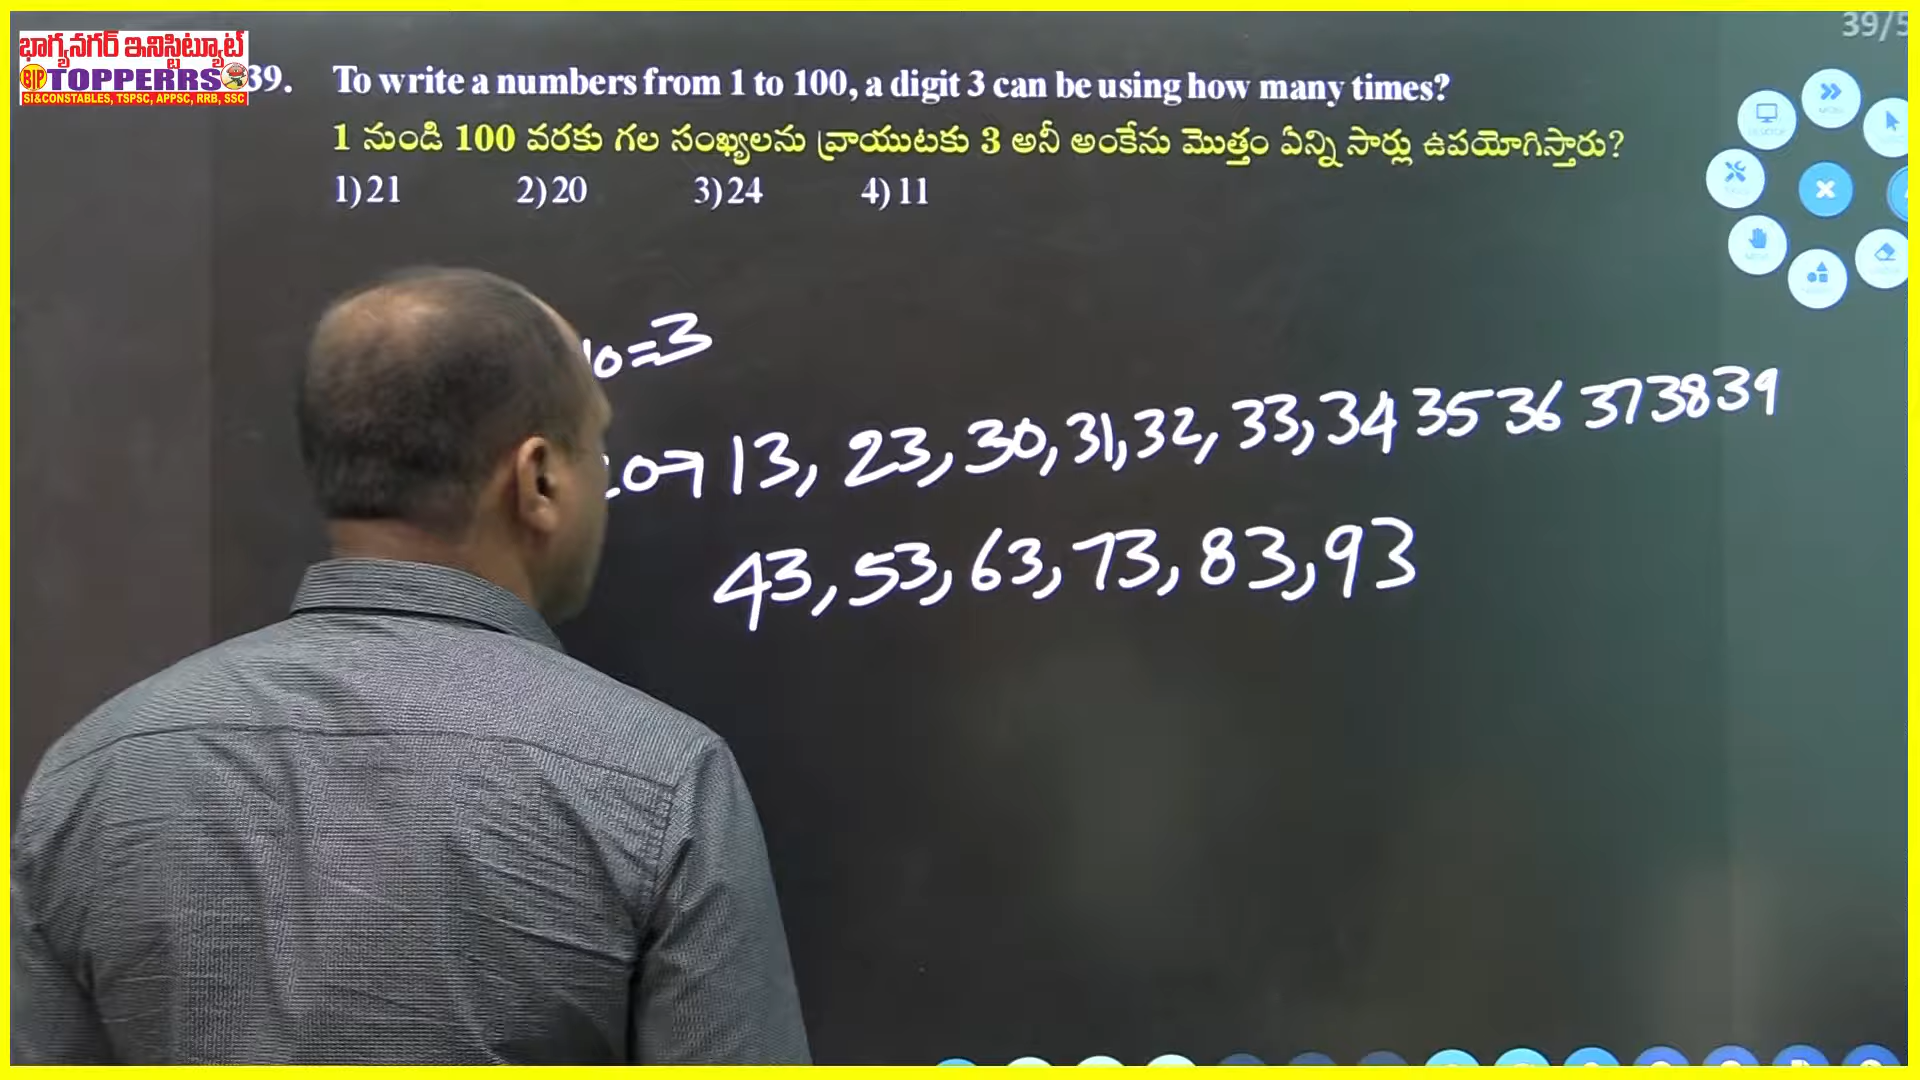 భాగ్యనగర్ ఇనిస్టిట్యూట్
BIP TOPPERRS
SI&CONSTABLES, TSPSC, APPSC, RRB, SSC
39/5
39. To write a numbers from 1 to 100, a digit 3 can be using how many times?
1 నుండి 100 వరకు గల సంఖ్యలను వ్రాయుటకు 3 అనీ అంకేను మొత్తం ఏన్ని సార్లు ఉపయోగిస్తారు?
1) 21 2) 20 3) 24 4) 11
10=3
13, 23, 30, 31, 32, 33, 34 35 36 37 38 39
43, 53, 63, 73, 83, 93